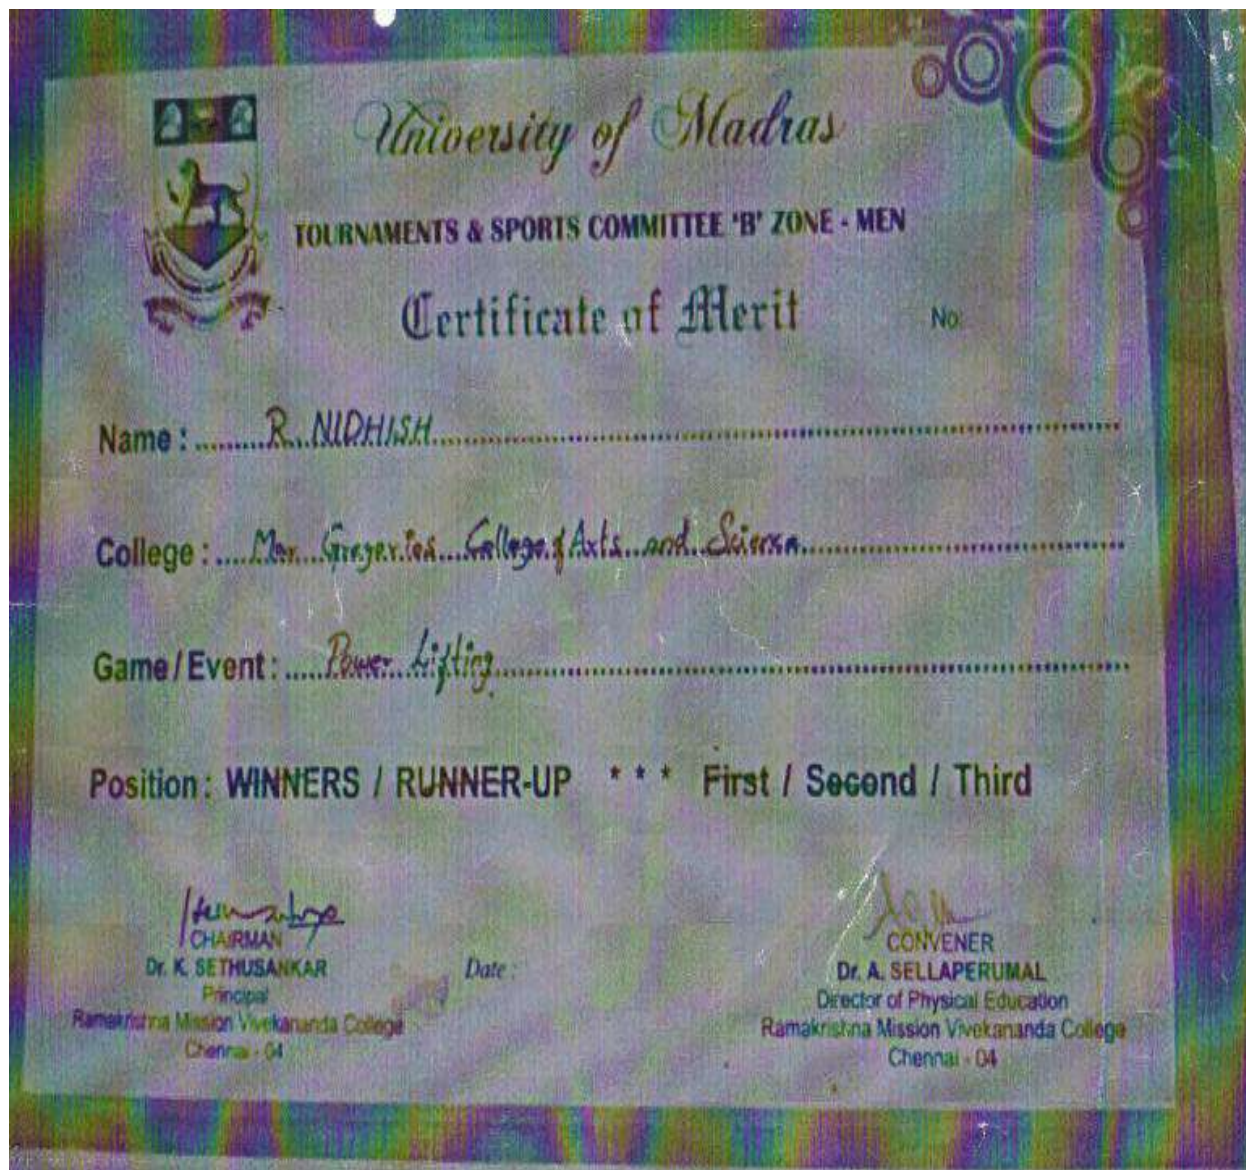 University of Madras
TOURNAMENTS & SPORTS COMMITTEE 'B' ZONE - MEN
Certificate of Merit
No.
Name : R. NIDHISH
College : Mar Gregorios College of Arts and Science
Game / Event : Power Lifting
Position : WINNERS / RUNNER-UP * * * First / Second / Third
CHAIRMAN
Dr. K. SETHUSANKAR
Principal
Ramakrishna Mission Vivekananda College
Chennai - 04
Date :
CONVENER
Dr. A. SELLAPERUMAL
Director of Physical Education
Ramakrishna Mission Vivekananda College
Chennai - 04